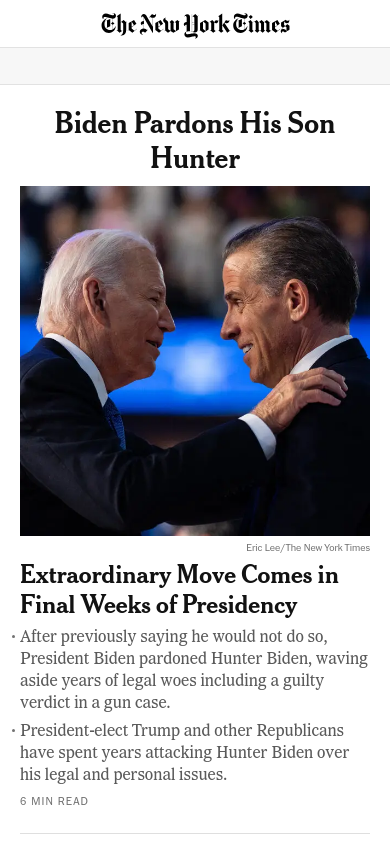 The New York Times
Biden Pardons His Son
Hunter
Eric Lee/The New York Times
Extraordinary Move Comes in
Final Weeks of Presidency
• After previously saying he would not do so,
President Biden pardoned Hunter Biden, waving
aside years of legal woes including a guilty
verdict in a gun case.
• President-elect Trump and other Republicans
have spent years attacking Hunter Biden over
his legal and personal issues.
6 MIN READ